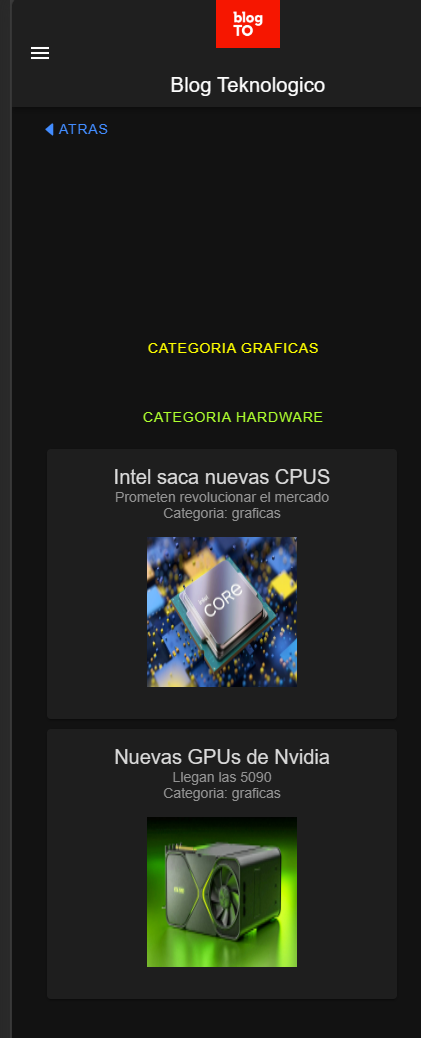 blog
TO
Blog Teknologico
ATRAS
CATEGORIA GRAFICAS
CATEGORIA HARDWARE
Intel saca nuevas CPUS
Prometen revolucionar el mercado
Categoria: graficas
intel
CORE
Nuevas GPUs de Nvidia
Llegan las 5090
Categoria: graficas